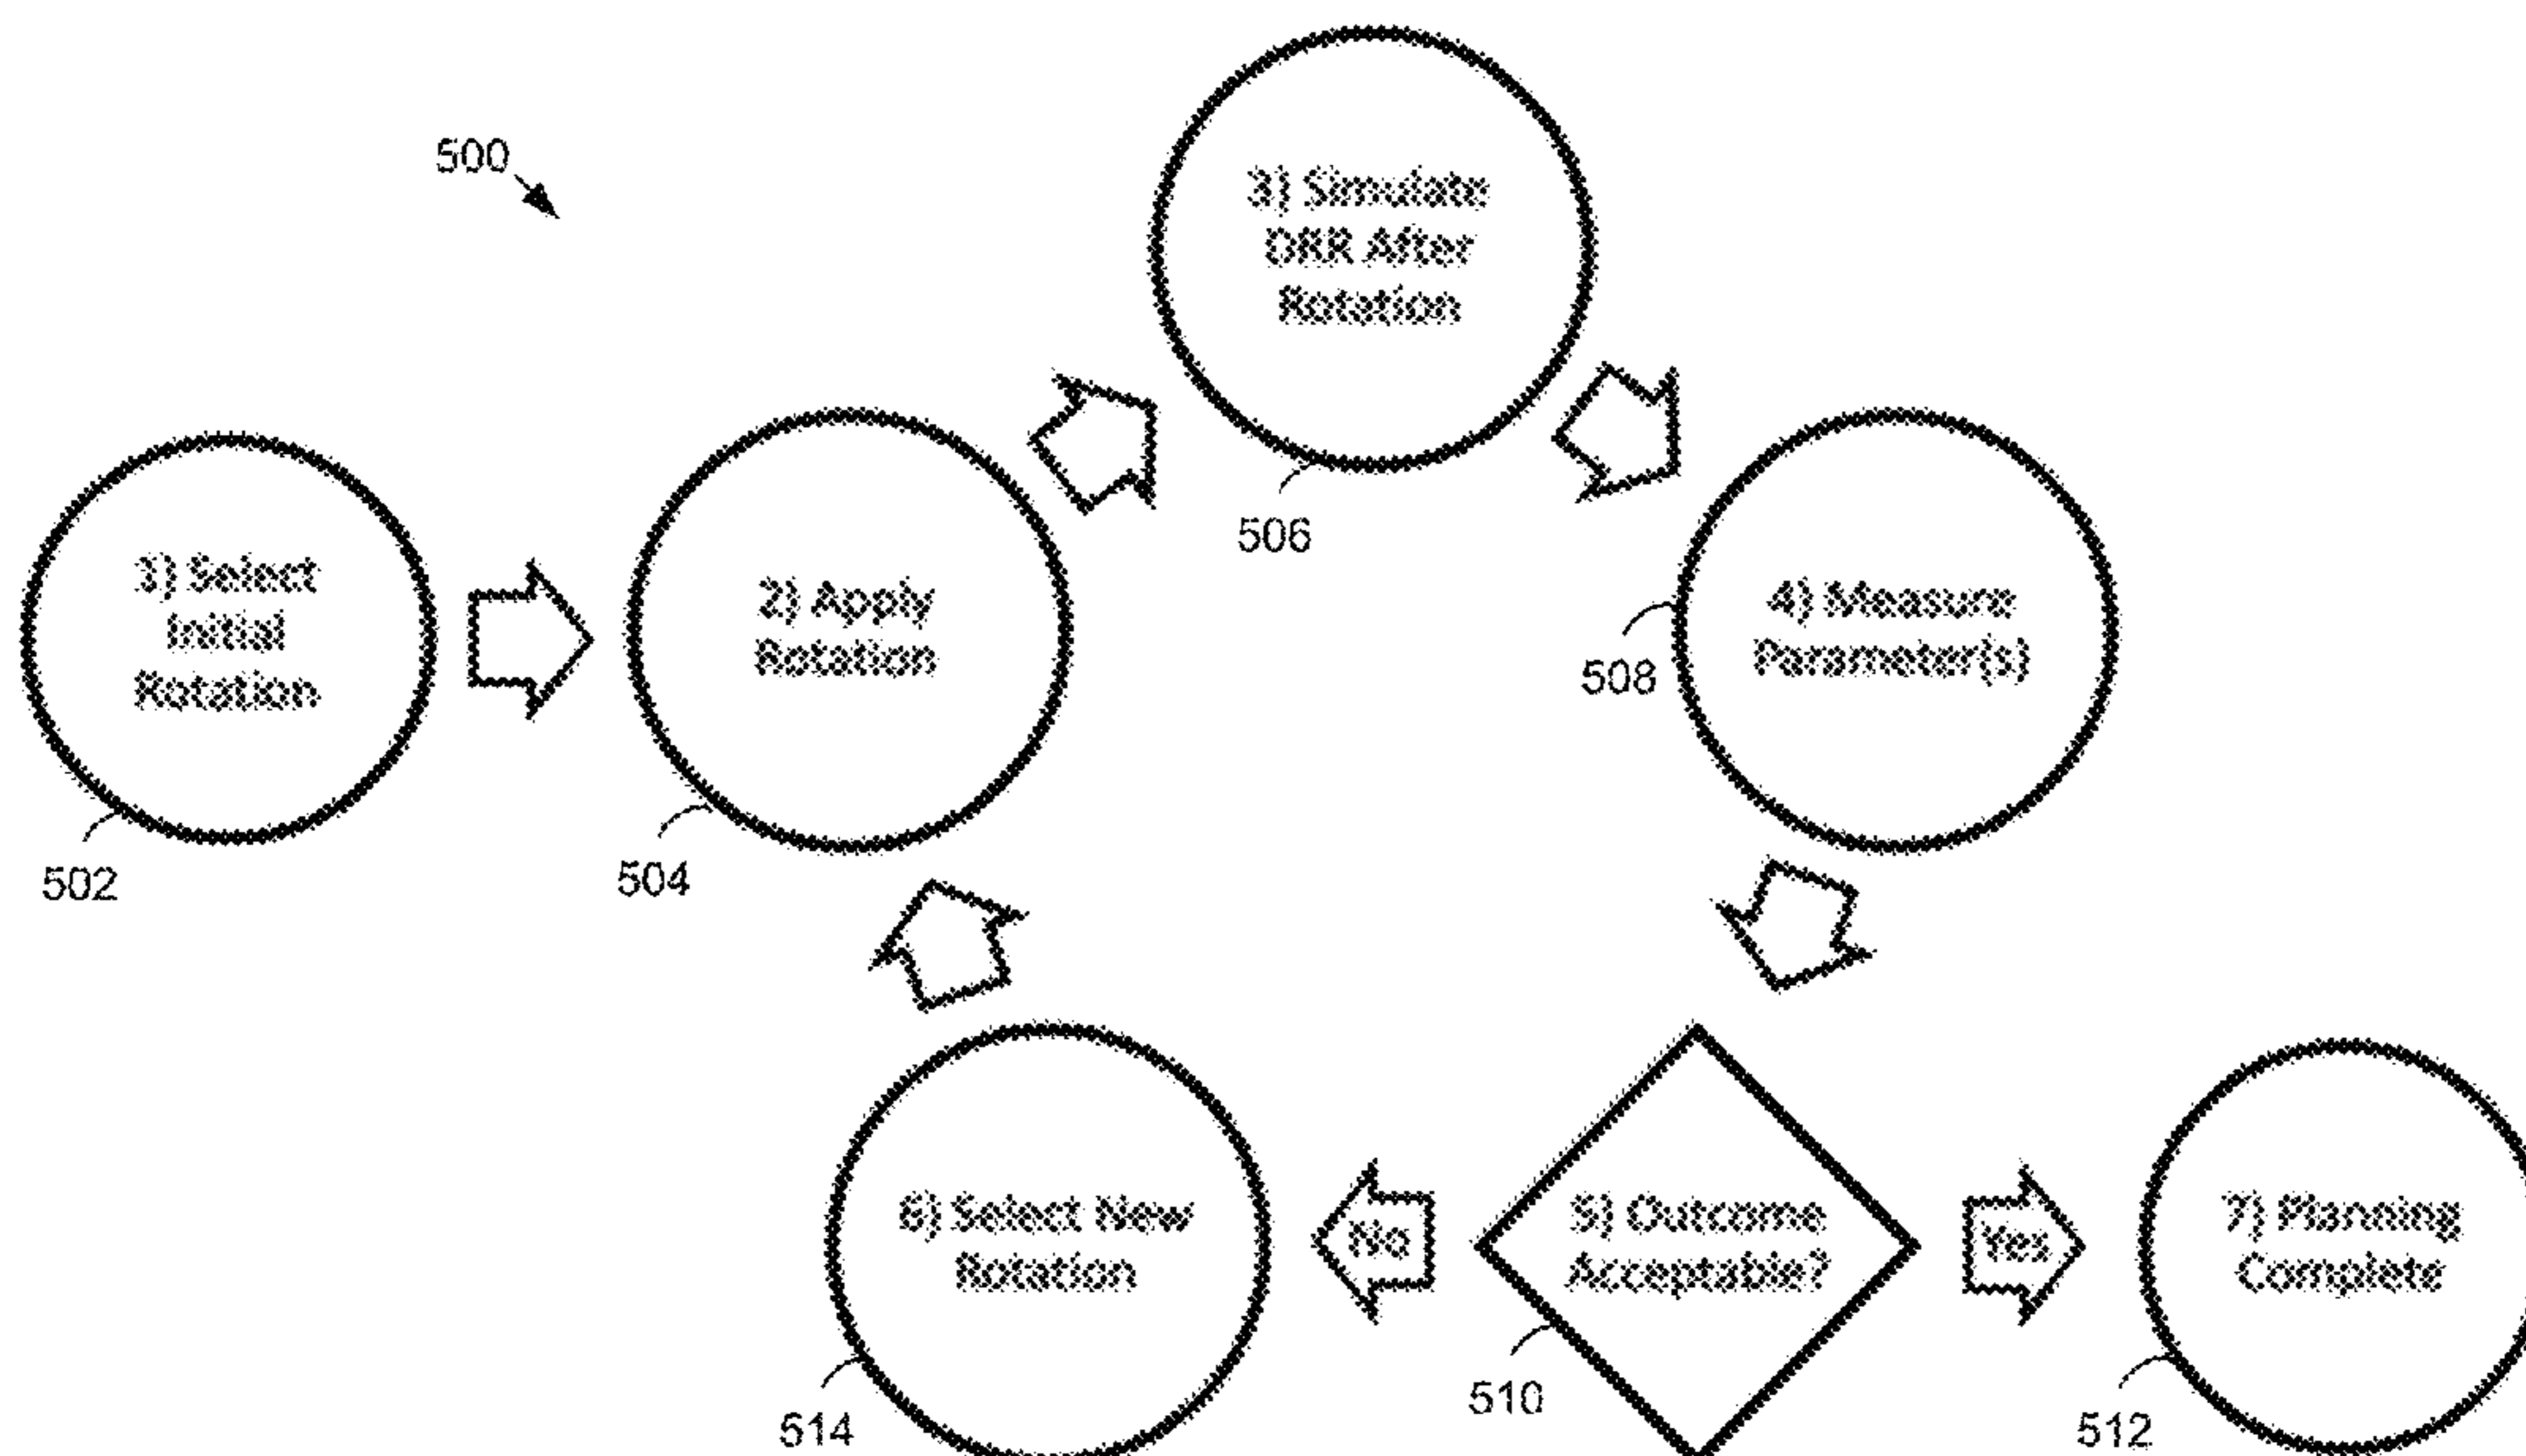 500
3) Simulate
DRR After
Rotation
506
1) Select
Initial
Rotation
502
2) Apply
Rotation
504
4) Measure
Parameter(s)
508
5) Outcome
Acceptable?
510
No
Yes
6) Select New
Rotation
514
7) Planning
Complete
512